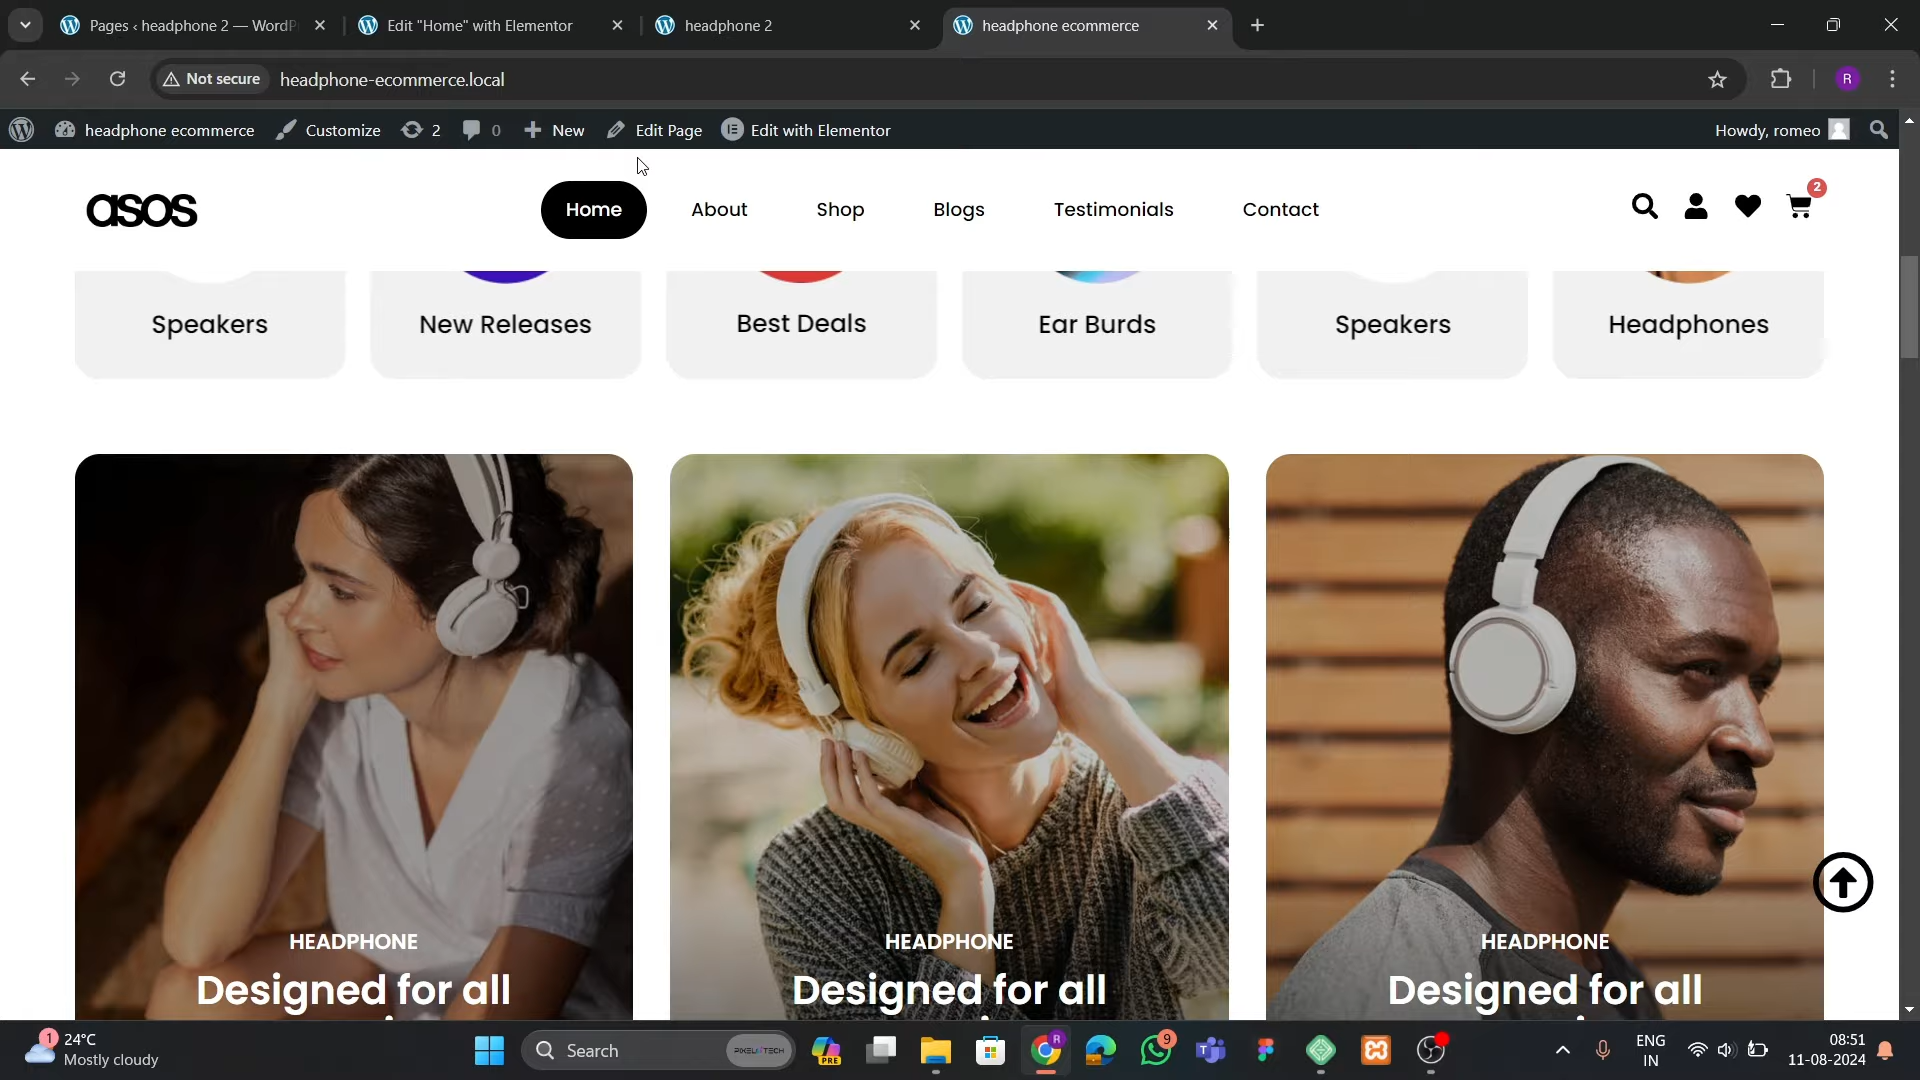 Pages ‹ headphone 2 — WordP
Edit "Home" with Elementor
headphone 2
headphone ecommerce
Not secure
headphone-ecommerce.local
R
headphone ecommerce
Customize
2
0
New
Edit Page
Edit with Elementor
Howdy, romeo
asos
Home
About
Shop
Blogs
Testimonials
Contact
2
Speakers
New Releases
Best Deals
Ear Burds
Speakers
Headphones
HEADPHONE
Designed for all
HEADPHONE
Designed for all
HEADPHONE
Designed for all
1
24°C
Mostly cloudy
Search
PRE
R
9
ENG
IN
08:51
11-08-2024